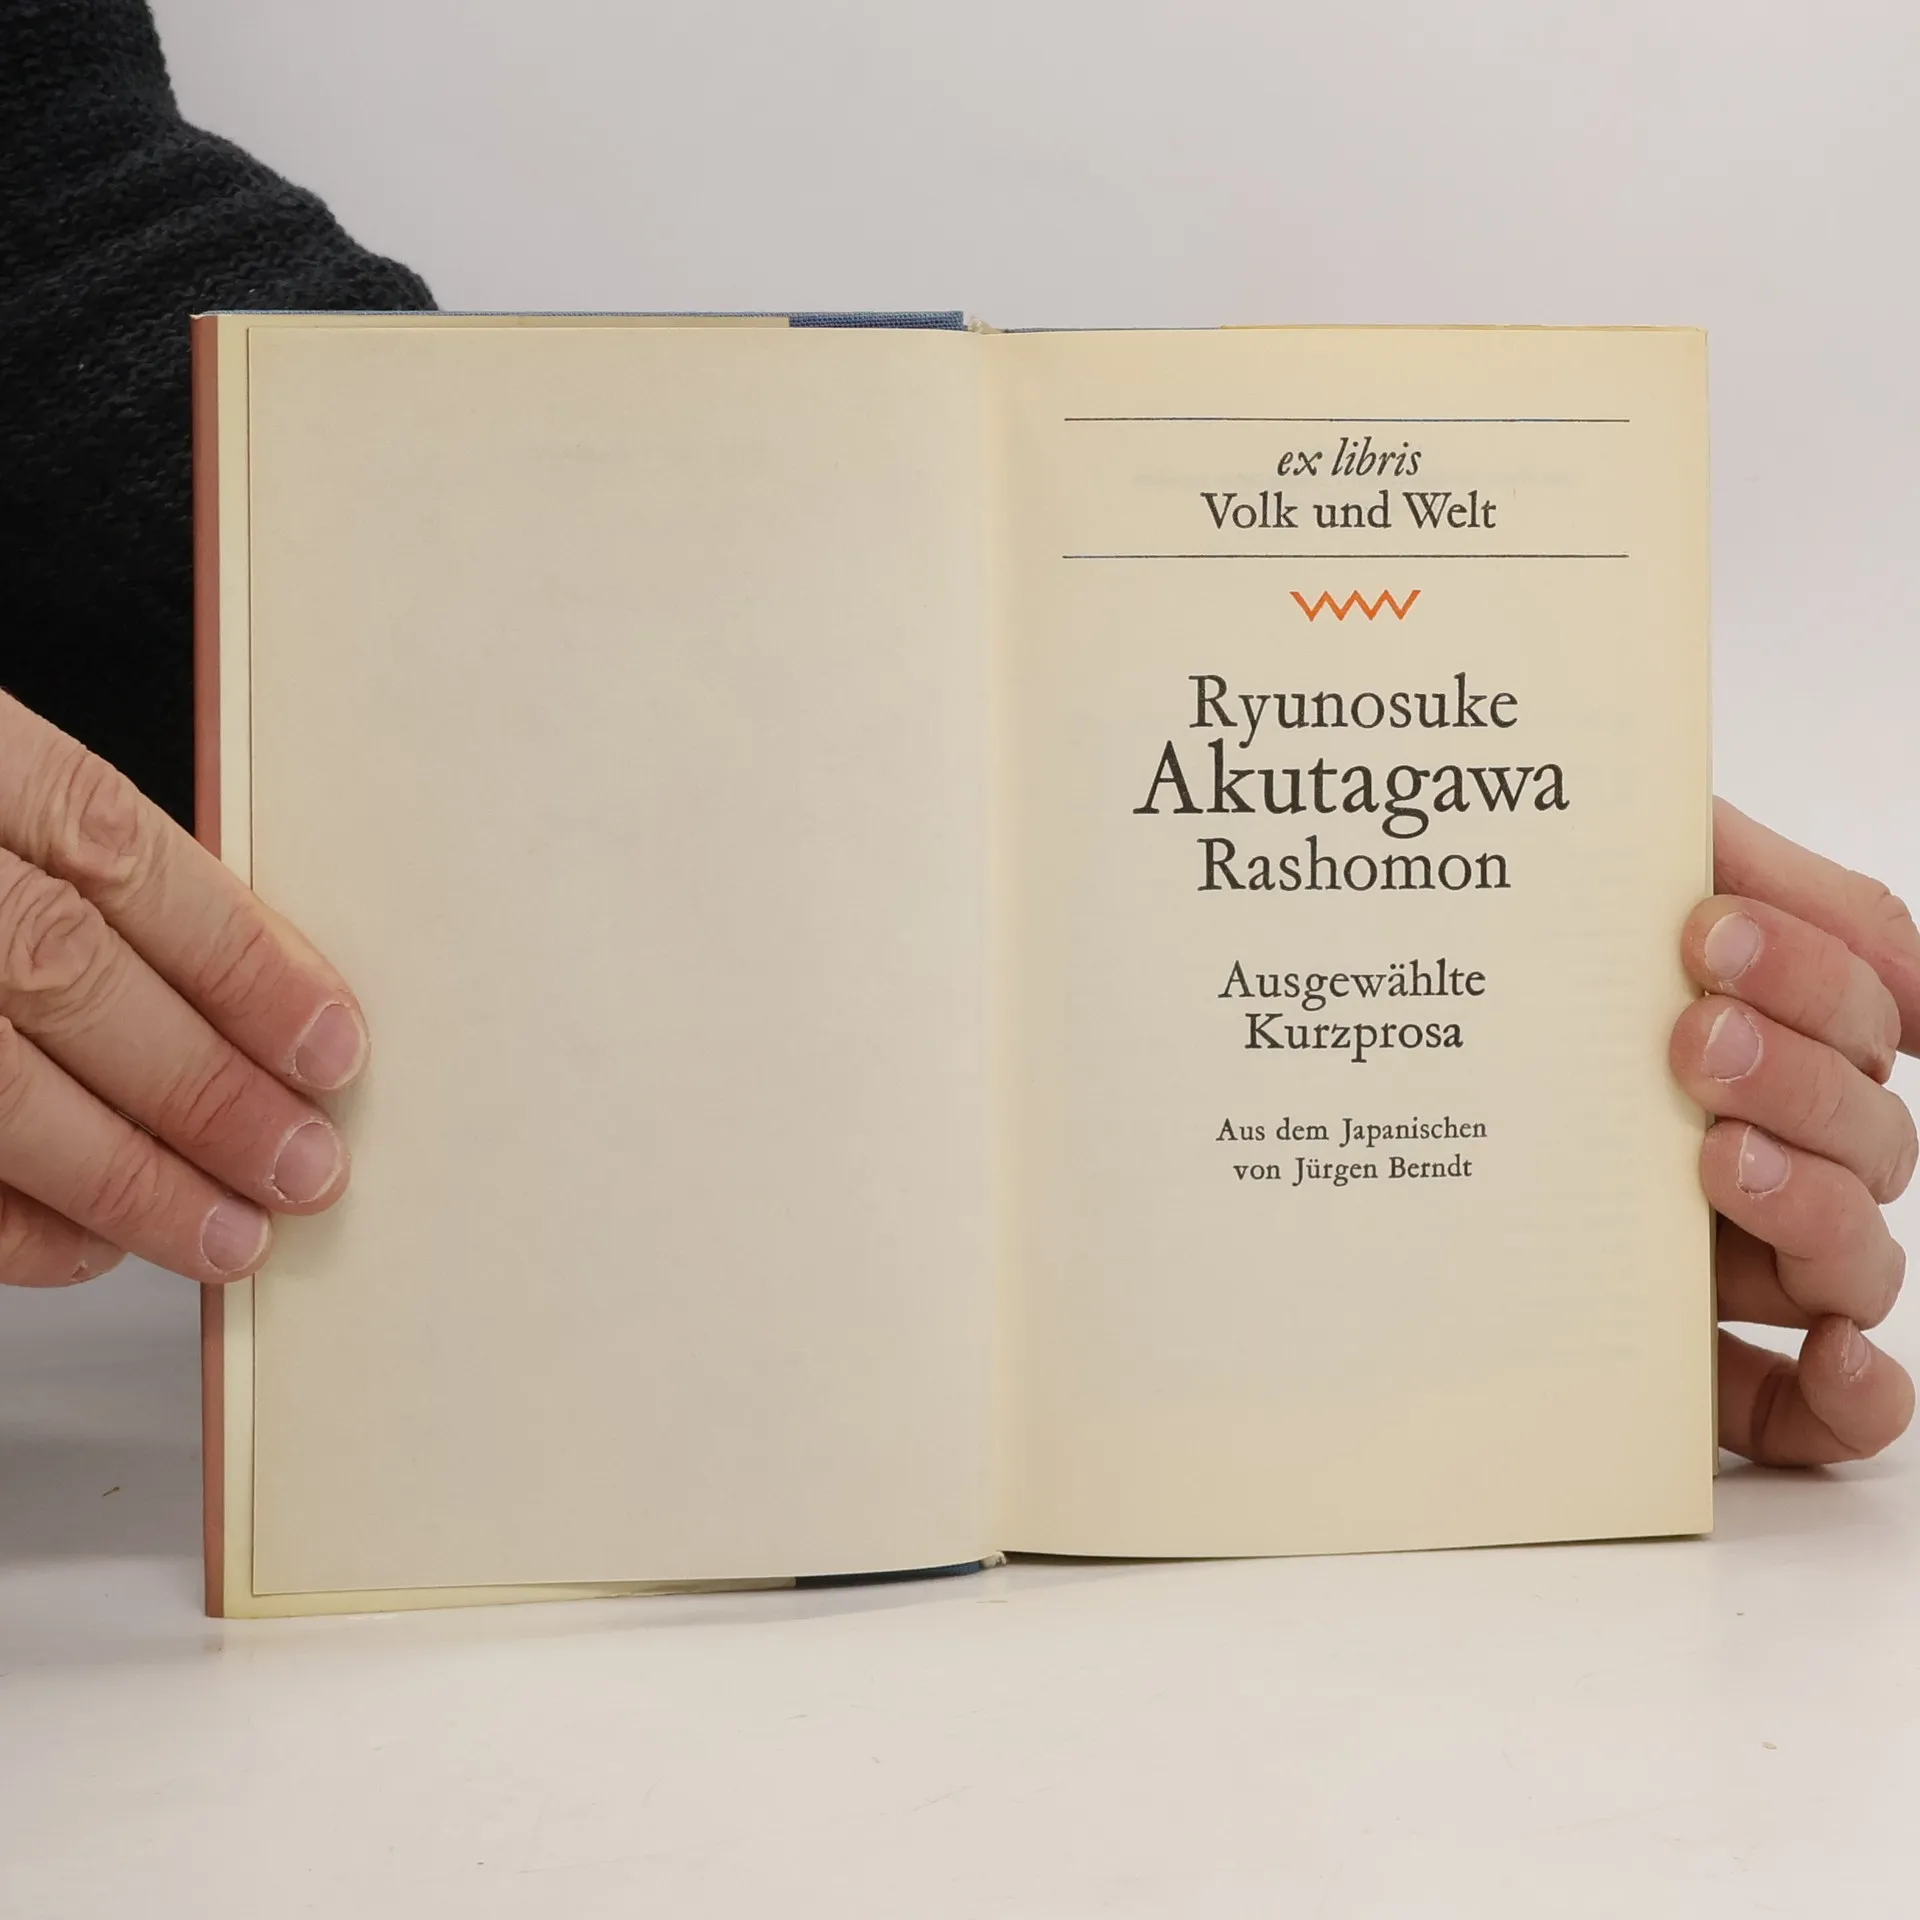 ex libris
Volk und Welt
Ryunosuke
Akutagawa
Rashomon
Ausgewählte
Kurzprosa
Aus dem Japanischen
von Jürgen Berndt